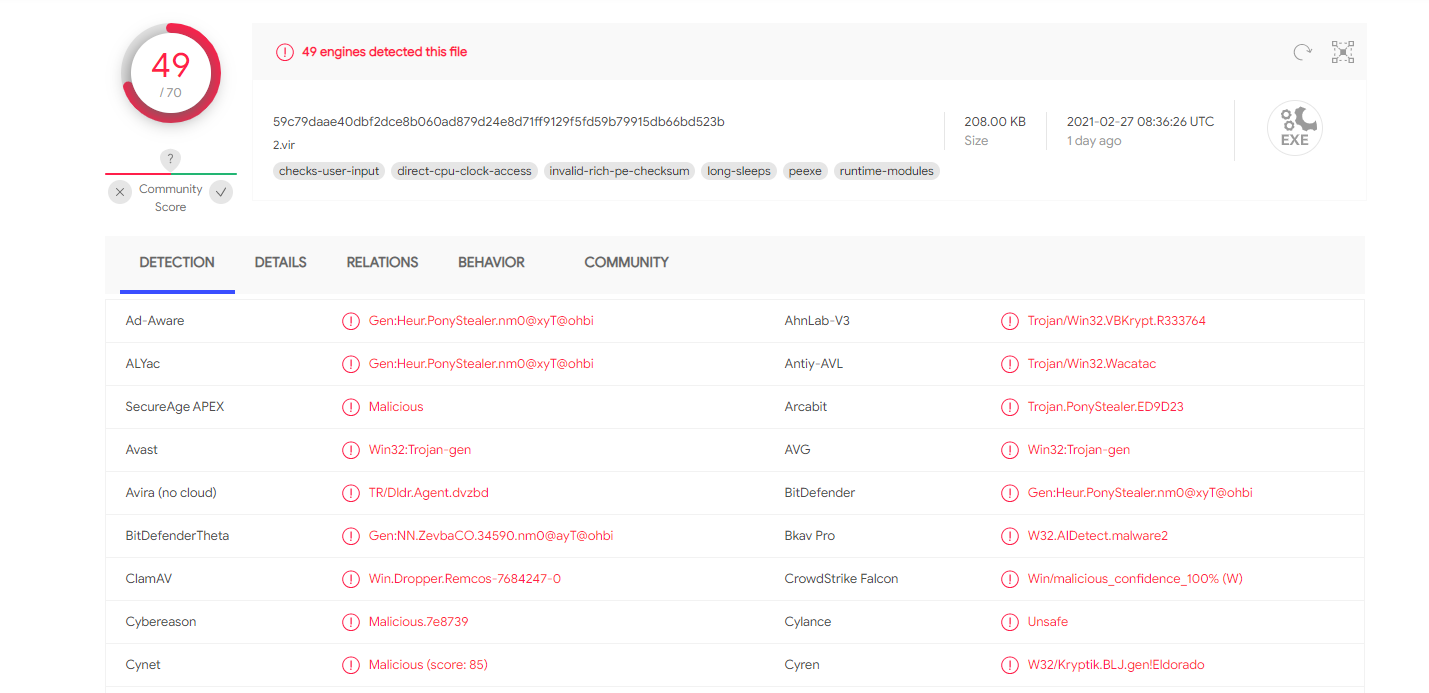 49
/ 70
?
Community
Score
49 engines detected this file
59c79daae40dbf2dce8b060ad879d24e8d71ff9129f5fd59b79915db66bd523b
2.vir
checks-user-input direct-cpu-clock-access invalid-rich-pe-checksum long-sleeps peexe runtime-modules
208.00 KB
Size
2021-02-27 08:36:26 UTC
1 day ago
EXE
DETECTION DETAILS RELATIONS BEHAVIOR COMMUNITY
Ad-Aware Gen:Heur.PonyStealer.nm0@xyT@ohbi AhnLab-V3 Trojan/Win32.VBKrypt.R333764
ALYac Gen:Heur.PonyStealer.nm0@xyT@ohbi Antiy-AVL Trojan/Win32.Wacatac
SecureAge APEX Malicious Arcabit Trojan.PonyStealer.ED9D23
Avast Win32:Trojan-gen AVG Win32:Trojan-gen
Avira (no cloud) TR/Dldr.Agent.dvzbd BitDefender Gen:Heur.PonyStealer.nm0@xyT@ohbi
BitDefenderTheta Gen:NN.ZevbaCO.34590.nm0@ayT@ohbi Bkav Pro W32.AIDetect.malware2
ClamAV Win.Dropper.Remcos-7684247-0 CrowdStrike Falcon Win/malicious_confidence_100% (W)
Cybereason Malicious.7e8739 Cylance Unsafe
Cynet Malicious (score: 85) Cyren W32/Kryptik.BLJ.gen!Eldorado